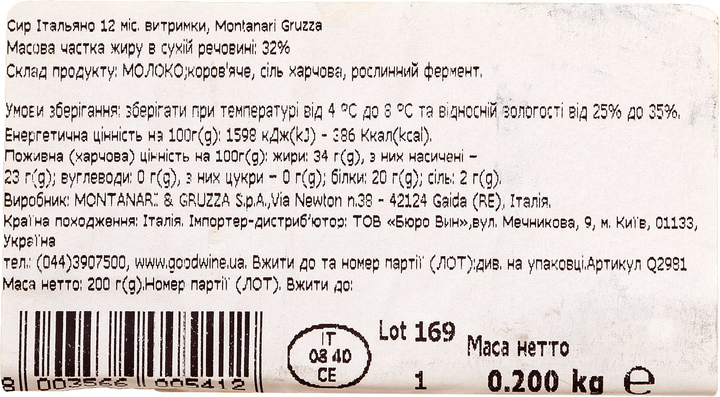 Сир Італьяно 12 міс. витримки, Montanari Gruzza
Масова частка жиру в сухій речовині: 32%
Склад продукту: МОЛОКО;коров'яче, сіль харчова, рослинний фермент.
Умови зберігання: зберігати при температурі від 4 ºC до 8 ºC та відносній вологості від 25% до 35%.
Енергетична цінність на 100г(g): 1598 кДж(kJ) - 386 Ккал(kcal).
Поживна (харчова) цінність на 100г(g): жири: 34 г(g), з них насичені –
23 г(g); вуглеводи: 0 г(g), з них цукри – 0 г(g); білки: 20 г(g); сіль: 2 г(g).
Виробник: MONTANARI & GRUZZA S.p.A.,Via Newton n.38 - 42124 Gaida (RE), Італія.
Країна походження: Італія. Імпортер-дистриб'ютор: ТОВ «Бюро Вин»,вул. Мечникова, 9, м. Київ, 01133,
Україна
тел.: (044)3907500, www.goodwine.ua. Вжити до та номер партії (ЛОТ):див. на упаковці.Артикул Q2981
Маса нетто: 200 г(g).Номер партії (ЛОТ). Вжити до:
IT
08 40
CE
Lot 169
Маса нетто
1
0.200 kg e
8 003566 005412